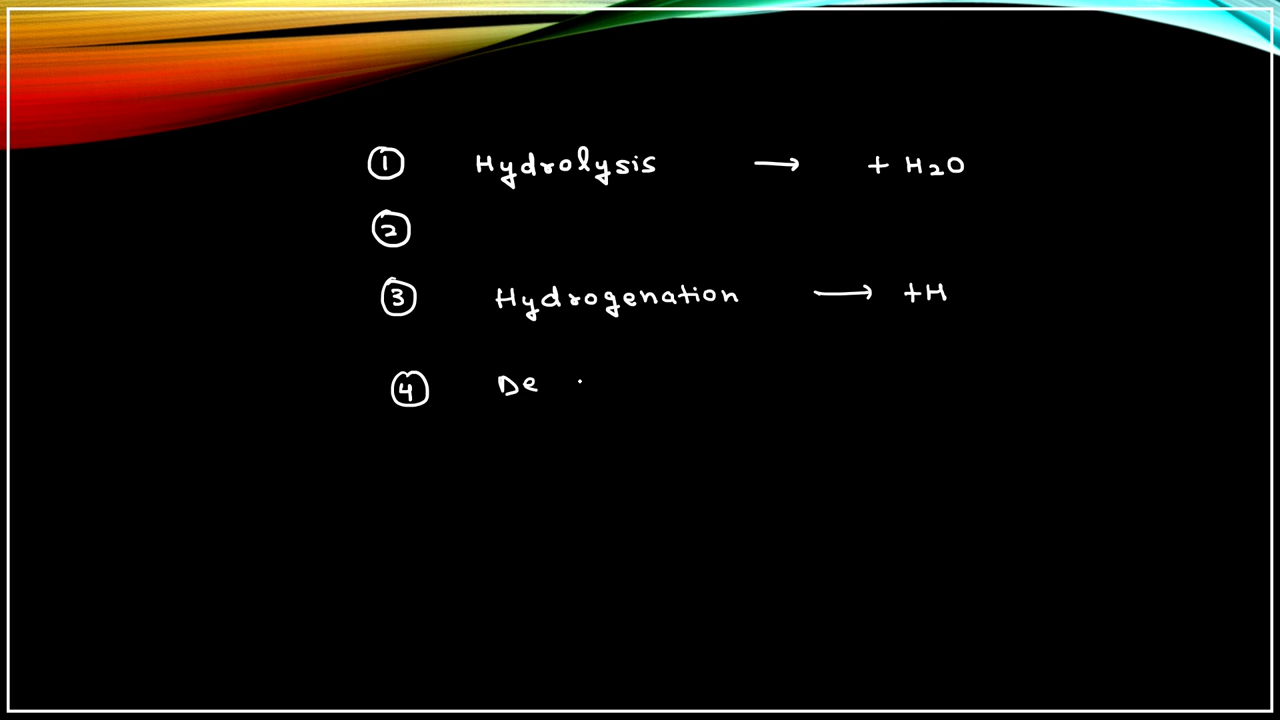 ① Hydrolysis → + H2O
②
③ Hydrogenation → +H
④ De